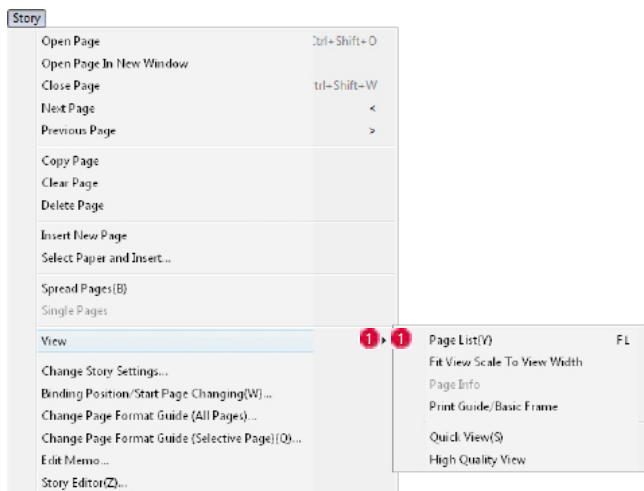 Story
Open Page Ctrl+Shift+O
Open Page In New Window
Close Page trl+Shift+W
Next Page <
Previous Page >
Copy Page
Clear Page
Delete Page
Insert New Page
Select Paper and Insert...
Spread Pages(B)
Single Pages
View 1
1 Page List(V) FL
Fit View Scale To View Width
Page Info
Print Guide/Basic Frame
Quick View(S)
High Quality View
Change Story Settings...
Binding Position/Start Page Changing(W)...
Change Page Format Guide (All Pages)...
Change Page Format Guide (Selective Page)(Q)...
Edit Memo...
Story Editor(Z)...